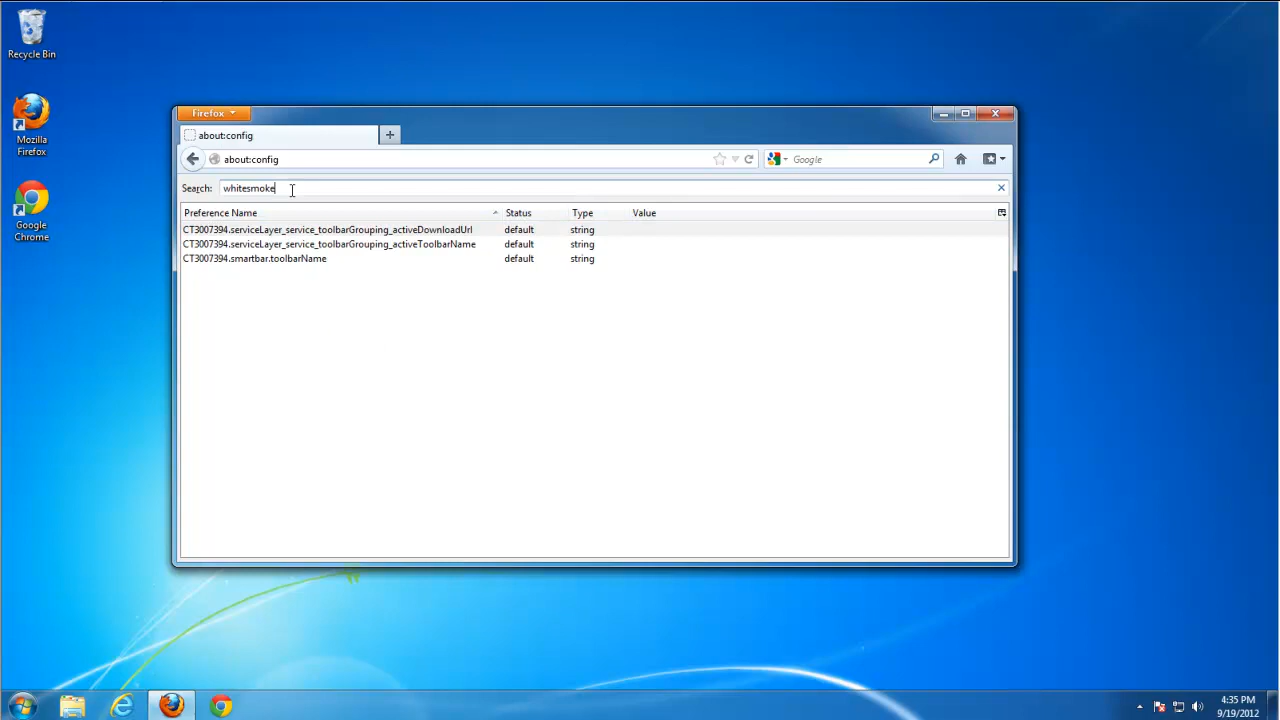 Recycle Bin
Mozilla
Firefox
Google
Chrome
Firefox
about:config
about:config
Google
Search: whitesmoke
Preference Name Status Type Value
CT3007394.serviceLayer_service_toolbarGrouping_activeDownloadUrl default string
CT3007394.serviceLayer_service_toolbarGrouping_activeToolbarName default string
CT3007394.smartbar.toolbarName default string
4:35 PM
9/19/2012